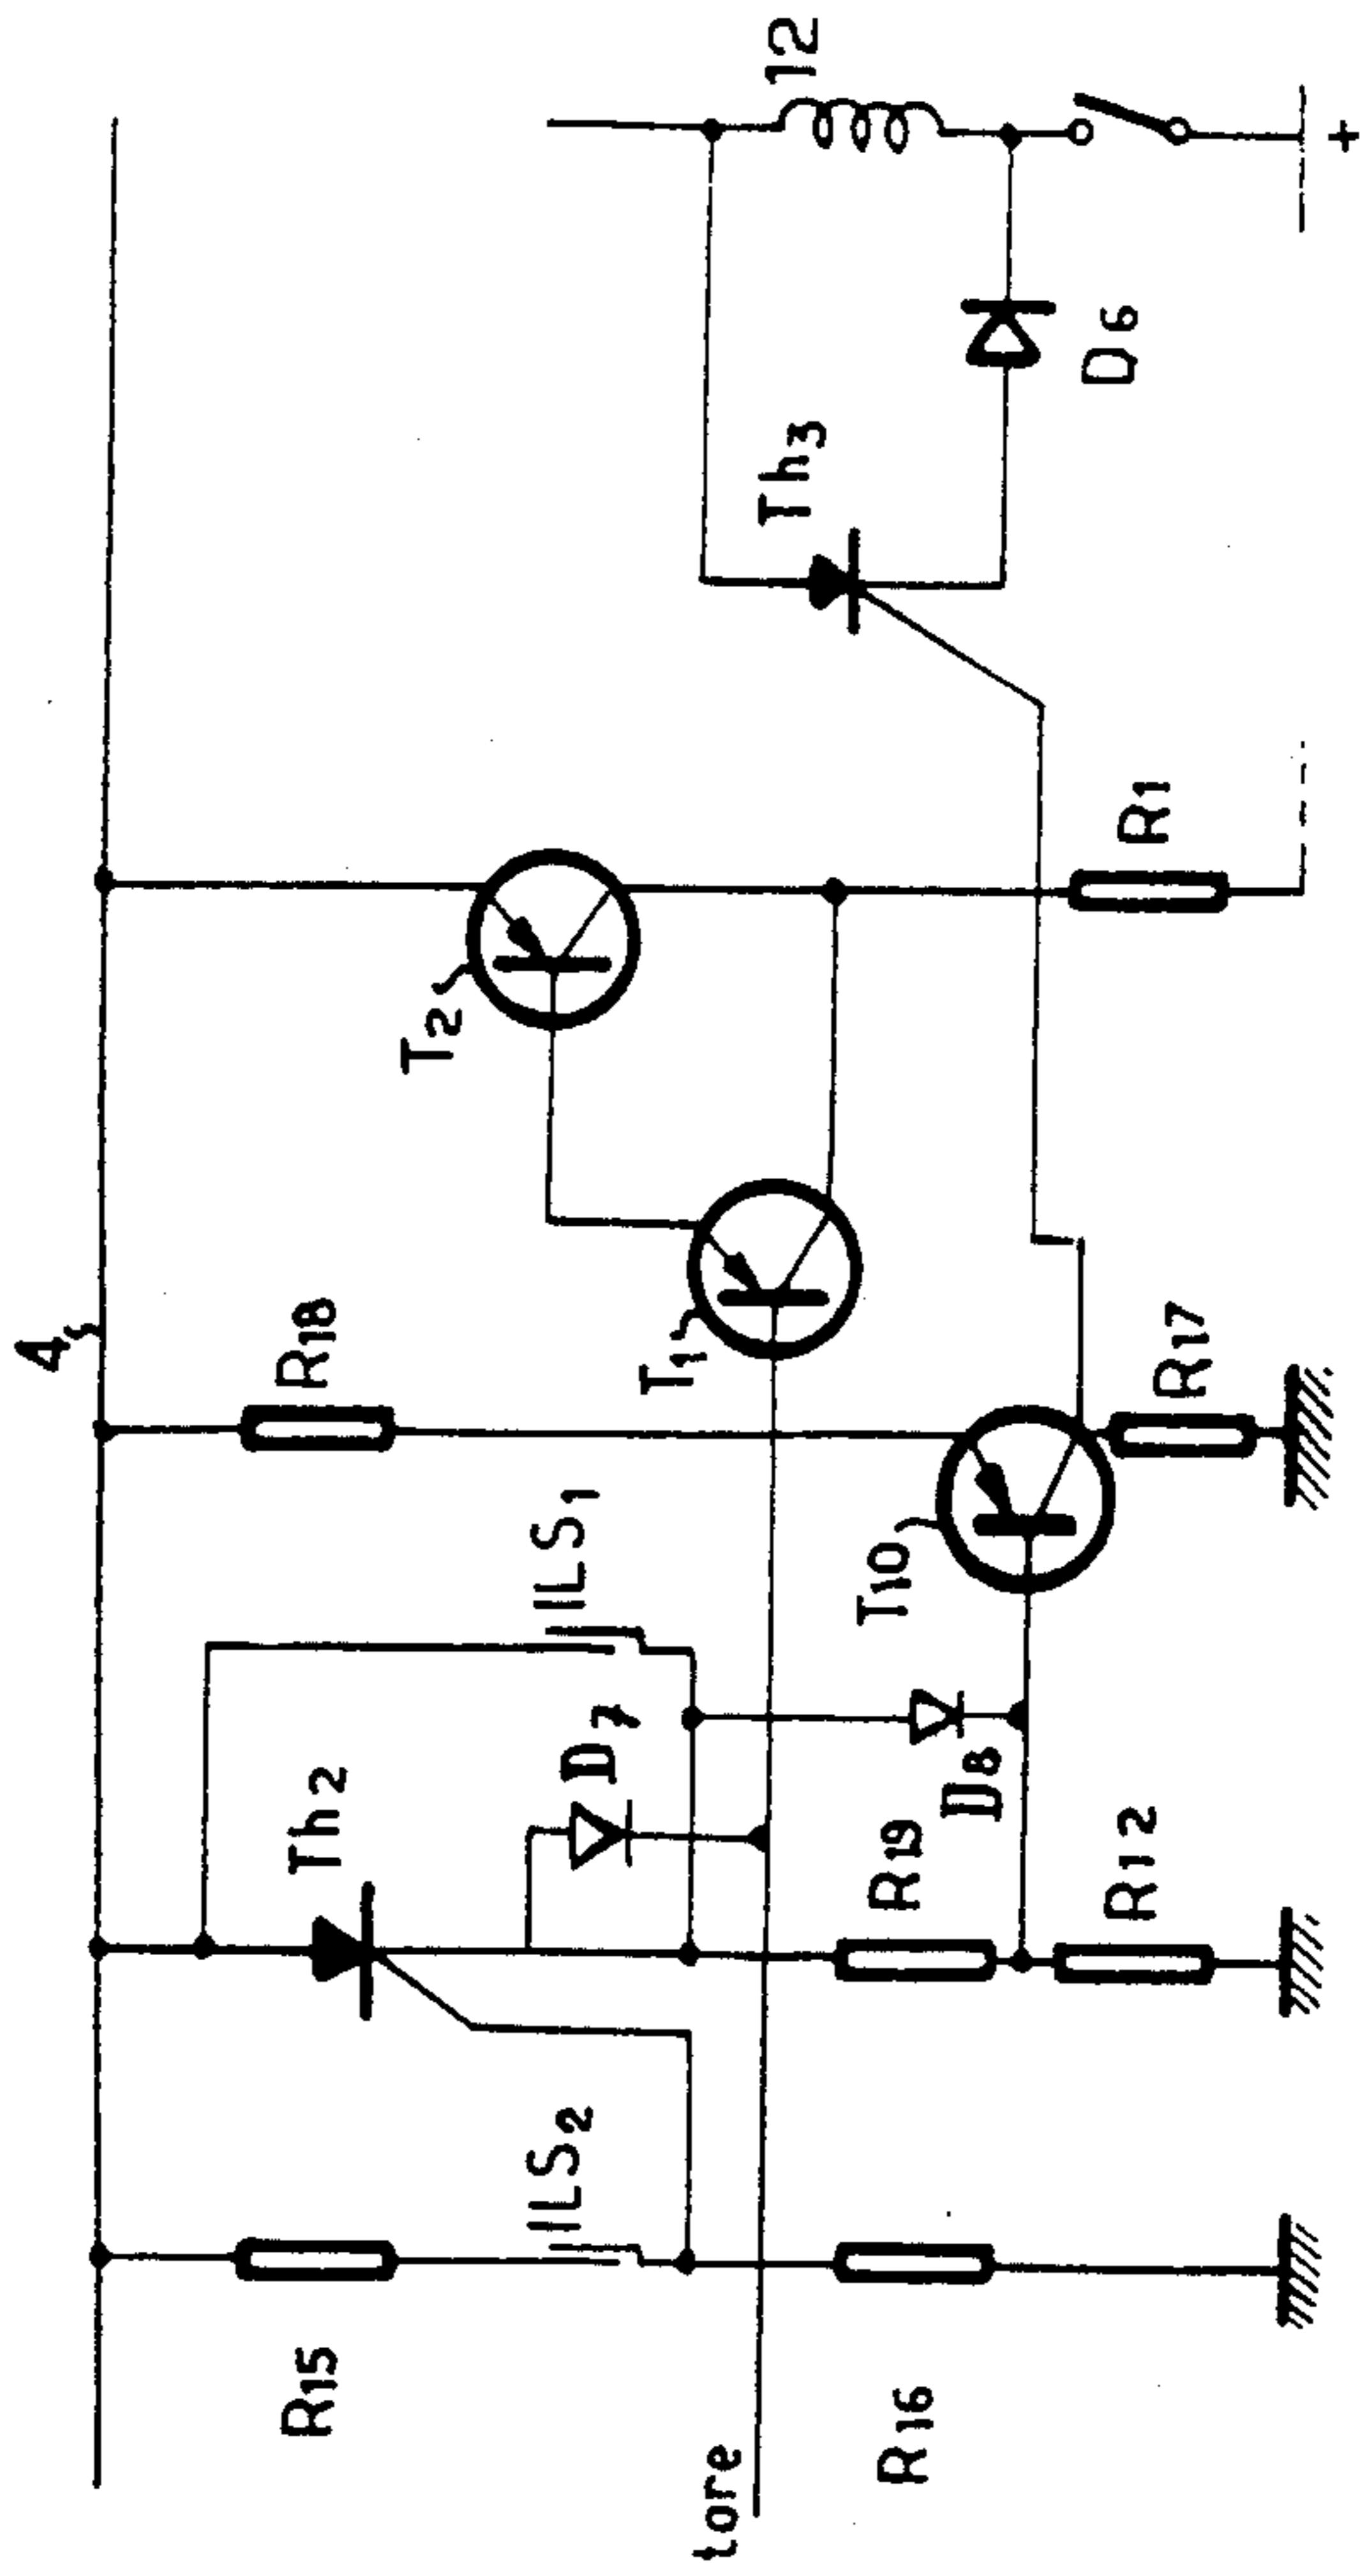 4
R15
Th2
R18
T2
ILS2
D7
ILS1
T1
Th3
12
tore
R16
R19
D8
T10
D6
R12
R17
R1
+